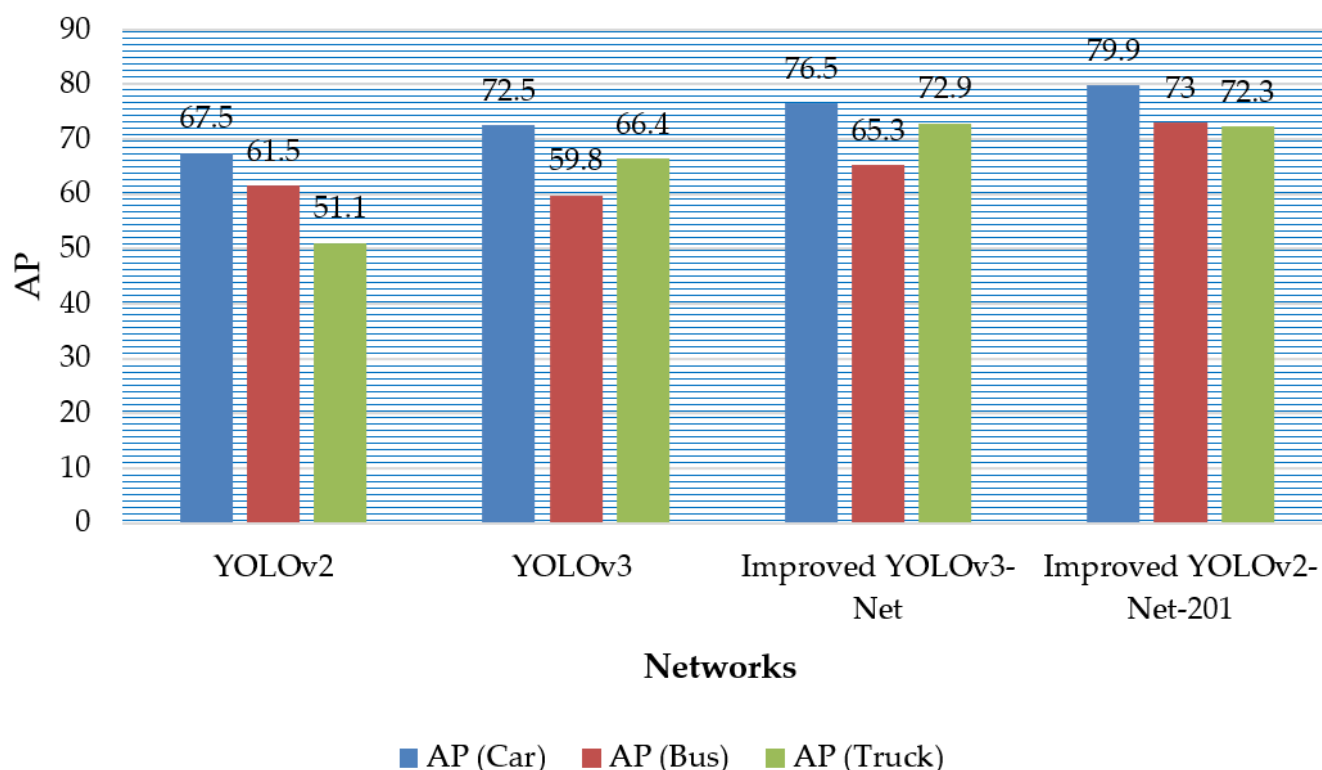 90
80
70
60
50
40
30
20
10
0
AP
67.5
61.5
51.1
72.5
59.8
66.4
76.5
65.3
72.9
79.9
73
72.3
YOLOv2
YOLOv3
Improved YOLOv3-
Net
Improved YOLOv2-
Net-201
Networks
AP (Car) AP (Bus) AP (Truck)